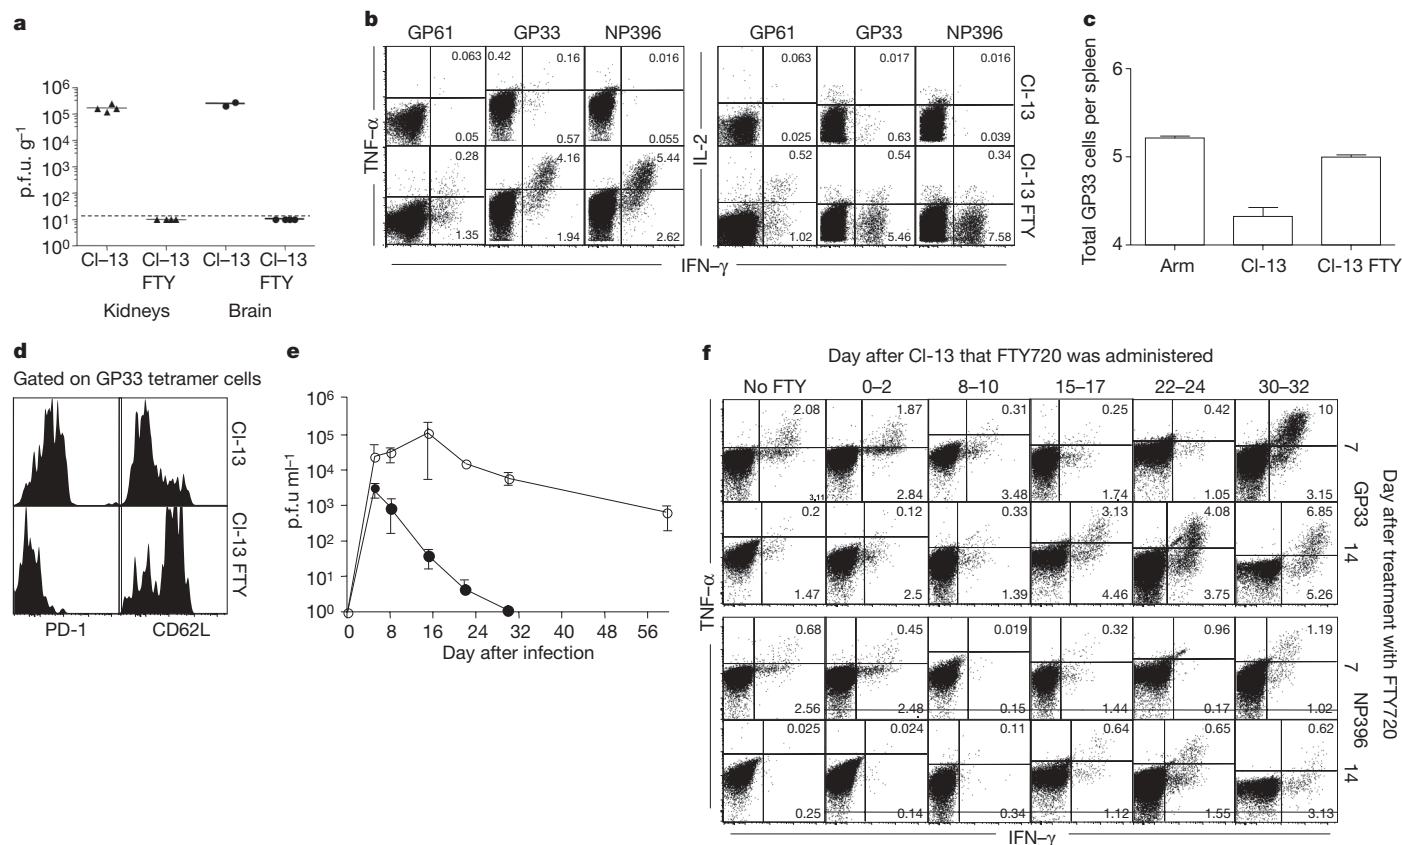 a
p.f.u. g⁻¹
10⁶
10⁵
10⁴
10³
10²
10¹
10⁰
Cl–13
Cl–13
FTY
Cl–13
Cl–13
FTY
Kidneys
Brain
b
GP61
GP33
NP396
GP61
GP33
NP396
TNF–α
IL-2
0.063
0.42
0.16
0.016
0.05
0.57
0.055
0.28
4.16
5.44
1.35
1.94
2.62
0.063
0.017
0.016
0.025
0.63
0.039
0.52
0.54
0.34
1.02
5.46
7.58
Cl-13
Cl-13 FTY
IFN–γ
c
Total GP33 cells per spleen
6
5
4
Arm
Cl-13
Cl-13 FTY
d
Gated on GP33 tetramer cells
Cl-13
Cl-13 FTY
PD-1
CD62L
e
p.f.u ml⁻¹
10⁶
10⁵
10⁴
10³
10²
10¹
10⁰
0
8
16
24
32
40
48
56
Day after infection
f
Day after Cl-13 that FTY720 was administered
No FTY
0–2
8–10
15–17
22–24
30–32
TNF–α
2.08
1.87
0.31
0.25
0.42
10
3.11
2.84
3.48
1.74
1.05
3.15
0.2
0.12
0.33
3.13
4.08
6.85
1.47
2.5
1.39
4.46
3.75
5.26
0.68
0.45
0.019
0.32
0.96
1.19
2.56
2.48
0.15
1.44
0.17
1.02
0.025
0.024
0.11
0.64
0.65
0.62
0.25
0.14
0.34
1.12
1.55
3.13
7
GP33
14
7
NP396
14
Day after treatment with FTY720
IFN–γ